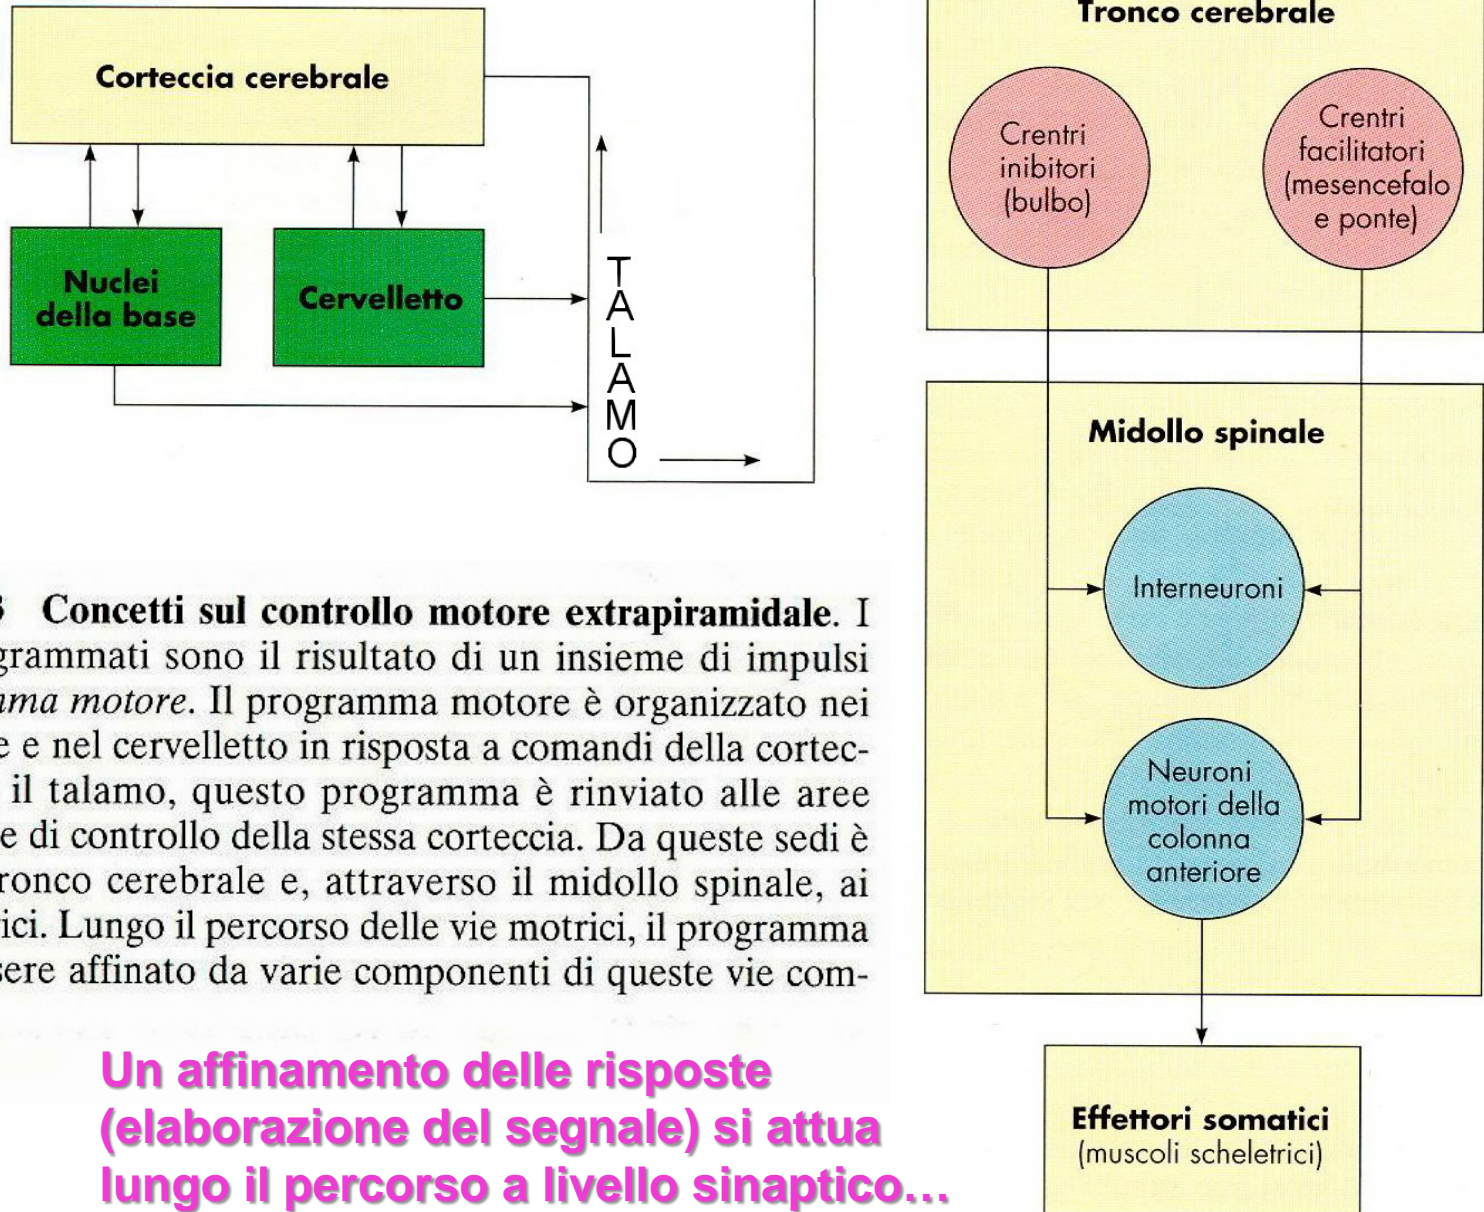 Corteccia cerebrale
Nuclei
della base
Cervelletto
TALAMO
Tronco cerebrale
Crentri
inibitori
(bulbo)
Crentri
facilitatori
(mesencefalo
e ponte)
Midollo spinale
Interneuroni
Neuroni
motori della
colonna
anteriore
Effettori somatici
(muscoli scheletrici)
Concetti sul controllo motore extrapiramidale. I
grammati sono il risultato di un insieme di impulsi
ma motore. Il programma motore è organizzato nei
e e nel cervelletto in risposta a comandi della cortec-
il talamo, questo programma è rinviato alle aree
e di controllo della stessa corteccia. Da queste sedi è
ronco cerebrale e, attraverso il midollo spinale, ai
ici. Lungo il percorso delle vie motrici, il programma
sere affinato da varie componenti di queste vie com-
Un affinamento delle risposte
(elaborazione del segnale) si attua
lungo il percorso a livello sinaptico…